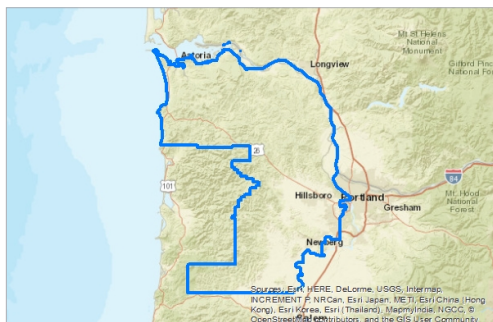 Mt St Helens
National
Monument
Gifford Pinc
National For
Astoria
Longview
26
101
84
Hillsboro
Portland
Gresham
Mt. Hood
National
Forest
Newberg
Sources: Esri, HERE, DeLorme, USGS, Intermap,
INCREMENT P, NRCan, Esri Japan, METI, Esri China (Hong
Kong), Esri Korea, Esri (Thailand), MapmyIndia, NGCC, ©
OpenStreetMap contributors, and the GIS User Community